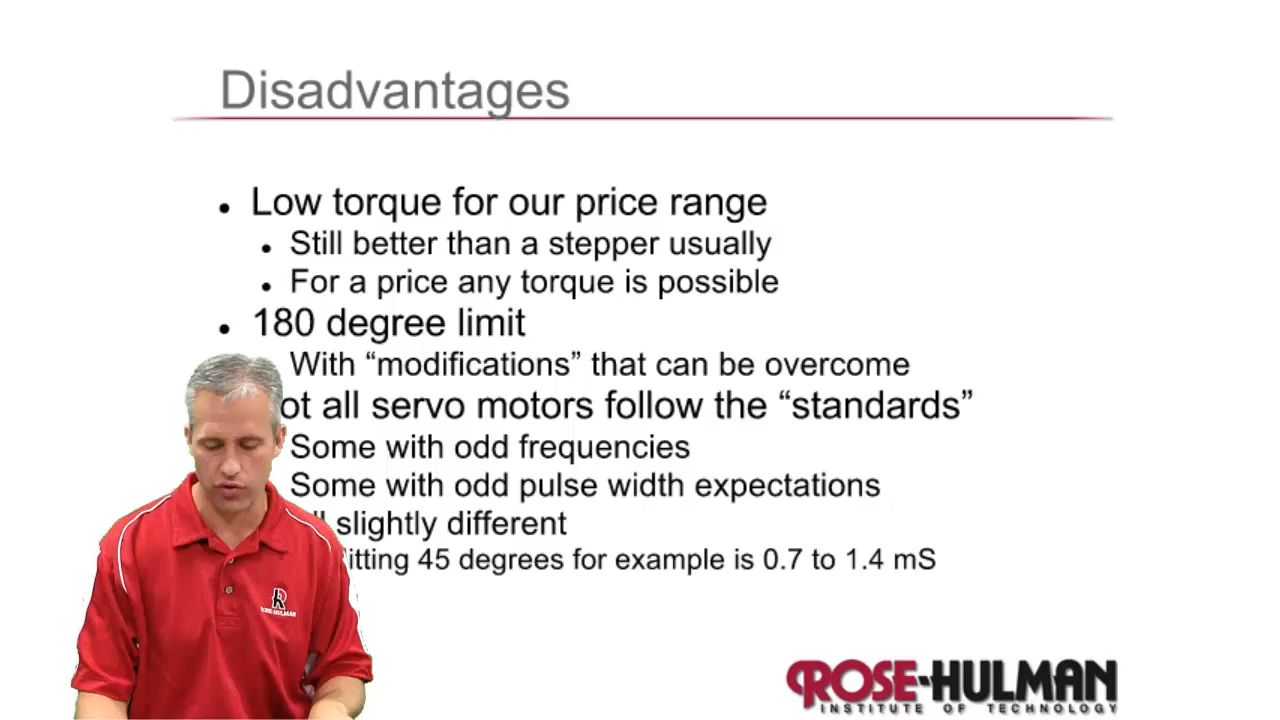 Disadvantages
Low torque for our price range
Still better than a stepper usually
For a price any torque is possible
180 degree limit
With “modifications” that can be overcome
ot all servo motors follow the “standards”
Some with odd frequencies
Some with odd pulse width expectations
slightly different
itting 45 degrees for example is 0.7 to 1.4 mS
ROSE-HULMAN
ROSE-HULMAN
INSTITUTE OF TECHNOLOGY